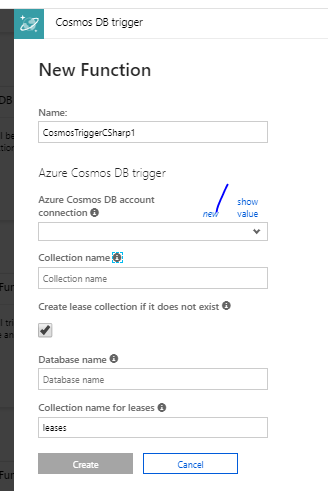 Cosmos DB trigger
New Function
Name:
CosmosTriggerCSharp1
Azure Cosmos DB trigger
Azure Cosmos DB account
connection
new
show
value
Collection name
Collection name
Create lease collection if it does not exist
Database name
Database name
Collection name for leases
leases
Create
Cancel